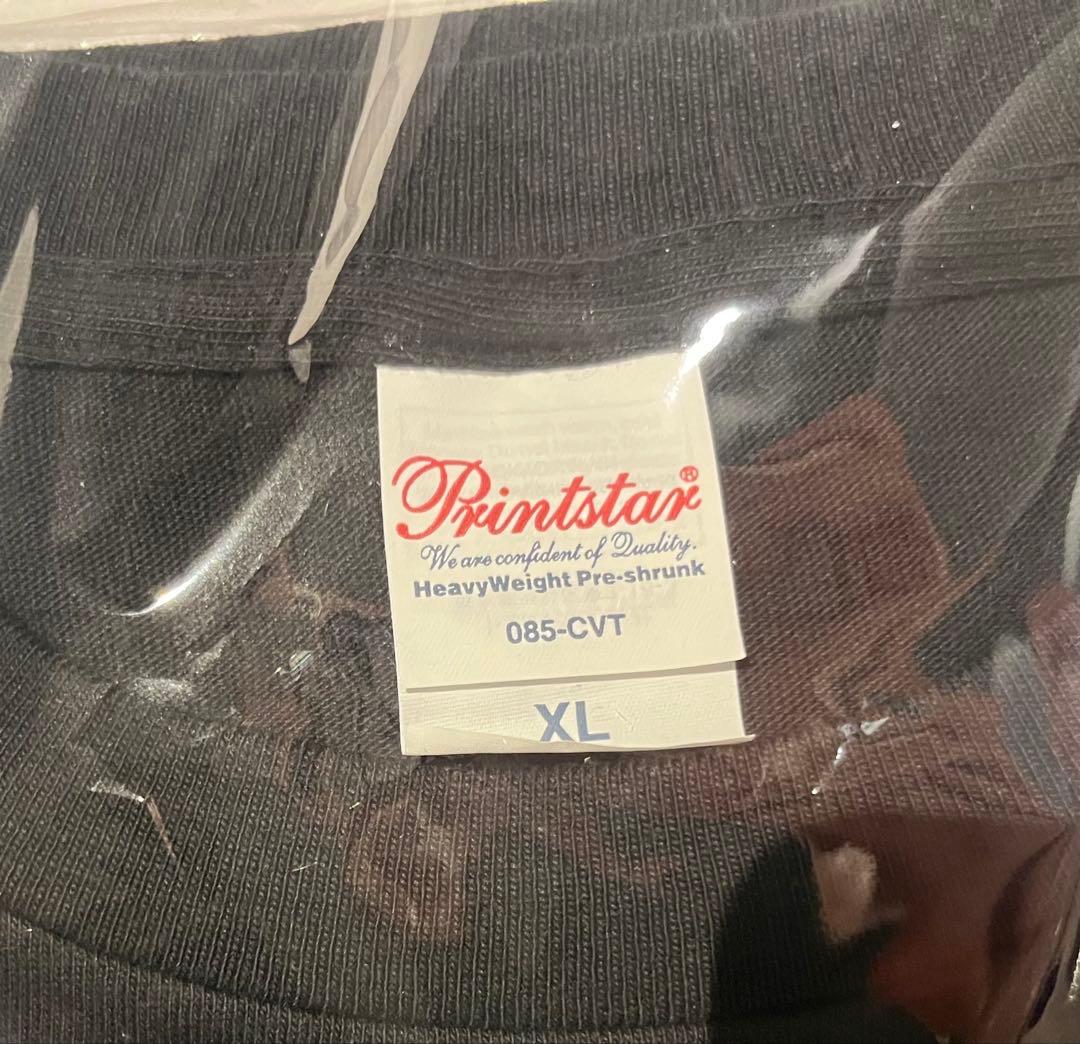 Printstar®
We are confident of Quality.
HeavyWeight Pre-shrunk
085-CVT
XL